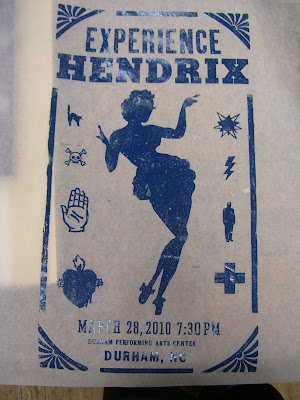 EXPERIENCE
HENDRIX
MARCH 28, 2010 7:30 PM
DURHAM PERFORMING ARTS CENTER
DURHAM, NC